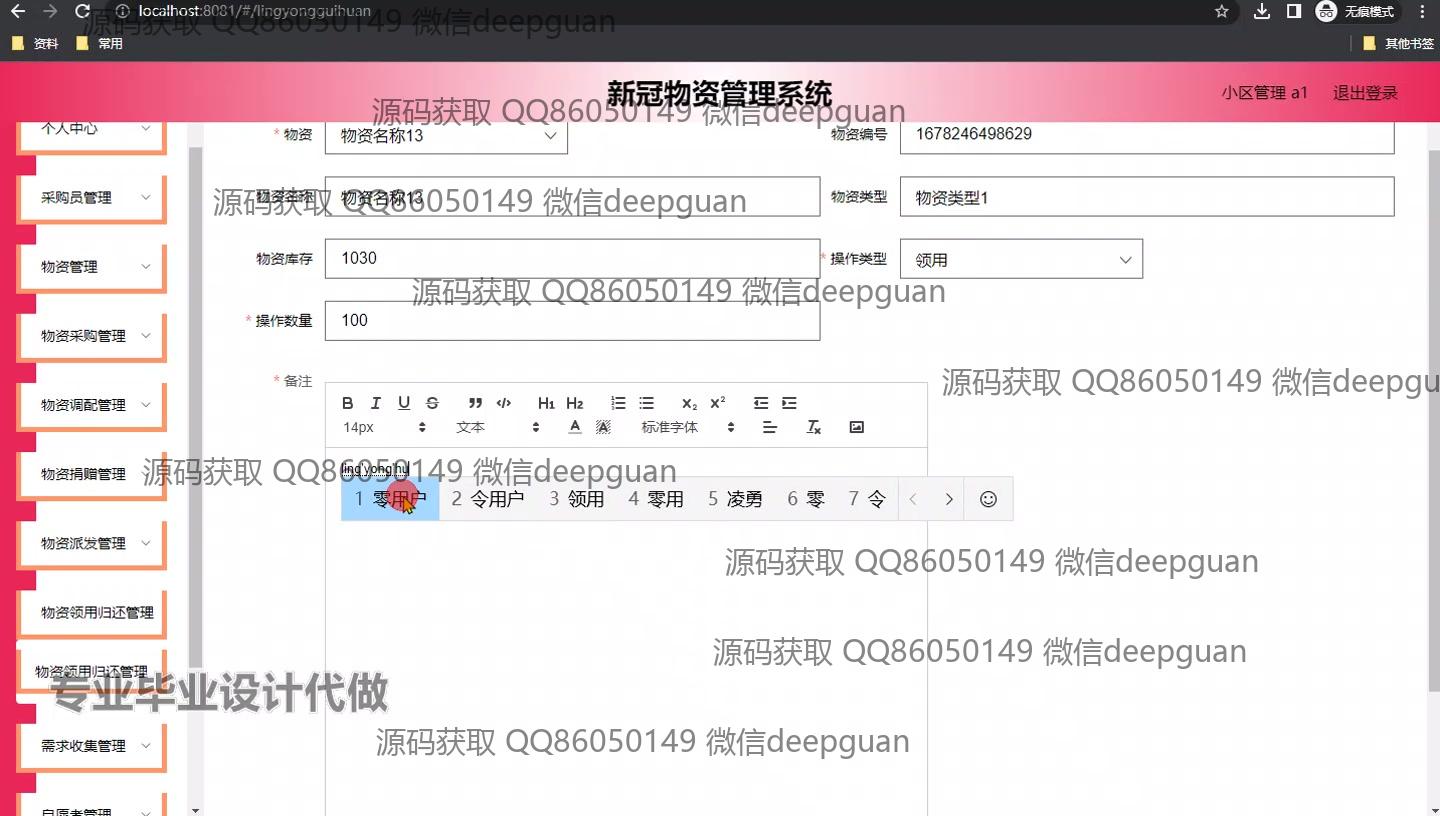 localhost:8081/#/lingyongguihuan
无痕模式
源码获取 QQ86050149 微信deepguan
资料
常用
其他书签
新冠物资管理系统
小区管理 a1
退出登录
源码获取 QQ86050149 微信deepguan
个人中心
* 物资
物资名称13
物资编号
1678246498629
采购员管理
物资名称
物资名称13
物资类型
物资类型1
源码获取 QQ86050149 微信deepguan
物资管理
物资库存
1030
* 操作类型
领用
源码获取 QQ86050149 微信deepguan
物资采购管理
* 操作数量
100
* 备注
源码获取 QQ86050149 微信deepgu
物资调配管理
B I U S H1 H2 X₂ X²
14px
文本
A
标准字体
物资捐赠管理
ling'yong'hu
源码获取 QQ86050149 微信deepguan
1 零用户 2 令用户 3 领用 4 零用 5 凌勇 6 零 7 令
物资派发管理
源码获取 QQ86050149 微信deepguan
物资领用归还管理
源码获取 QQ86050149 微信deepguan
物资领用归还管理
专业毕业设计代做
需求收集管理
源码获取 QQ86050149 微信deepguan
自愿者管理